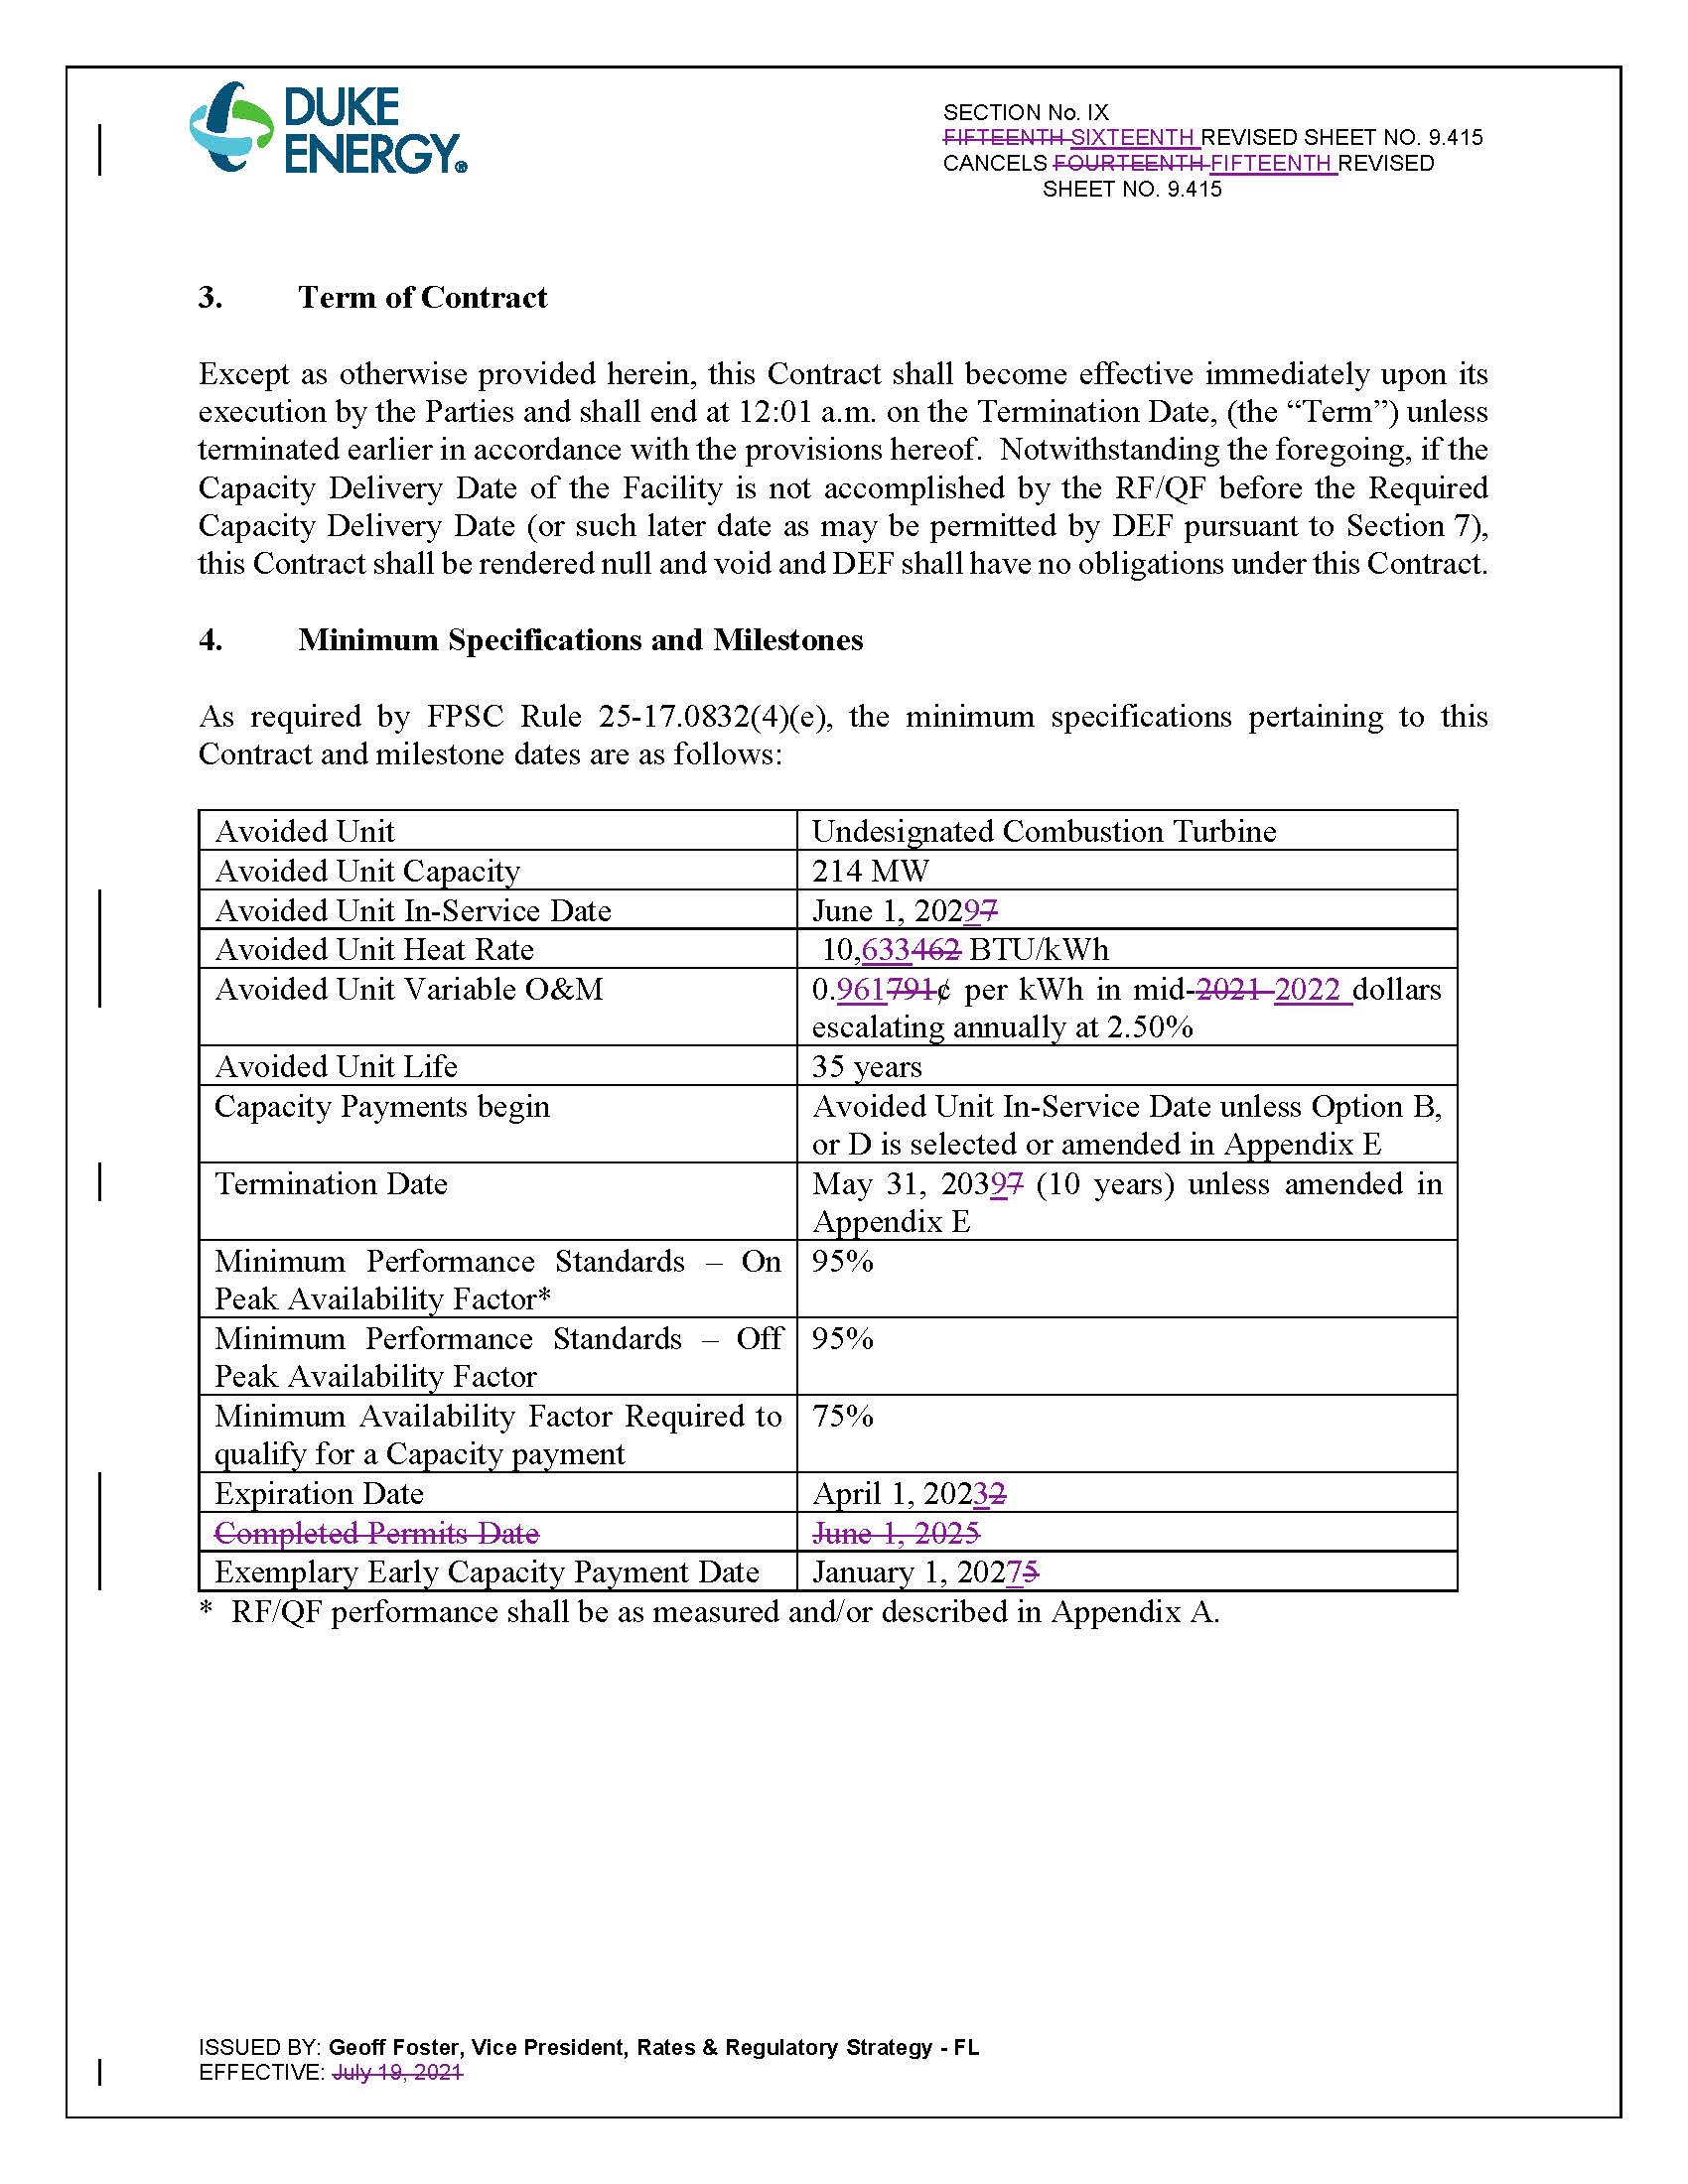 DUKE
ENERGY®
SECTION No. IX
FIFTEENTH SIXTEENTH REVISED SHEET NO. 9.415
CANCELS FOURTEENTH FIFTEENTH REVISED
SHEET NO. 9.415
3. Term of Contract
Except as otherwise provided herein, this Contract shall become effective immediately upon its
execution by the Parties and shall end at 12:01 a.m. on the Termination Date, (the “Term”) unless
terminated earlier in accordance with the provisions hereof. Notwithstanding the foregoing, if the
Capacity Delivery Date of the Facility is not accomplished by the RF/QF before the Required
Capacity Delivery Date (or such later date as may be permitted by DEF pursuant to Section 7),
this Contract shall be rendered null and void and DEF shall have no obligations under this Contract.
4. Minimum Specifications and Milestones
As required by FPSC Rule 25-17.0832(4)(e), the minimum specifications pertaining to this
Contract and milestone dates are as follows:
Avoided Unit Undesignated Combustion Turbine
Avoided Unit Capacity 214 MW
Avoided Unit In-Service Date June 1, 20297
Avoided Unit Heat Rate 10,633462 BTU/kWh
Avoided Unit Variable O&M 0.961791¢ per kWh in mid-2021 2022 dollars
escalating annually at 2.50%
Avoided Unit Life 35 years
Capacity Payments begin Avoided Unit In-Service Date unless Option B,
or D is selected or amended in Appendix E
Termination Date May 31, 20397 (10 years) unless amended in
Appendix E
Minimum Performance Standards – On 95%
Peak Availability Factor*
Minimum Performance Standards – Off 95%
Peak Availability Factor
Minimum Availability Factor Required to 75%
qualify for a Capacity payment
Expiration Date April 1, 20232
Completed Permits Date June 1, 2025
Exemplary Early Capacity Payment Date January 1, 20275
* RF/QF performance shall be as measured and/or described in Appendix A.
ISSUED BY: Geoff Foster, Vice President, Rates & Regulatory Strategy - FL
EFFECTIVE: July 19, 2021